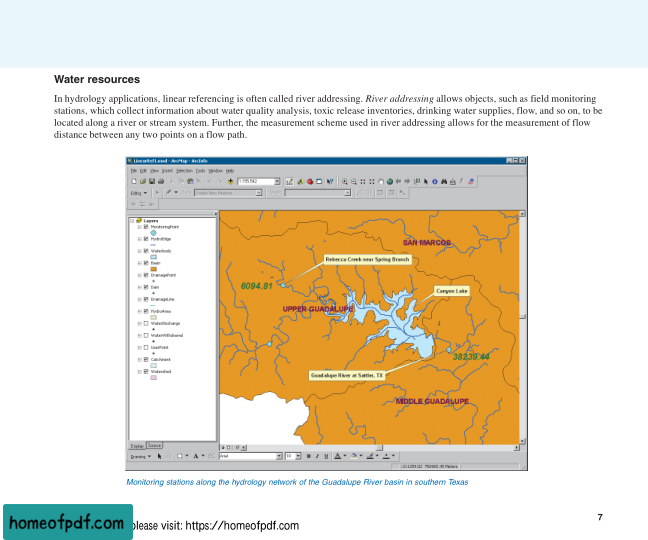 Water resources
In hydrology applications, linear referencing is often called river addressing. River addressing allows objects, such as field monitoring
stations, which collect information about water quality analysis, toxic release inventories, drinking water supplies, flow, and so on, to be
located along a river or stream system. Further, the measurement scheme used in river addressing allows for the measurement of flow
distance between any two points on a flow path.
File Edit View Insert Selection Tools Window Help
1:155,542
Editing
Layers
MonitoringPoint
HydroEdge
Waterbody
Basin
DrainagePoint
Dam
DrainageLine
HydroArea
WaterDischarge
WaterWithdrawal
UserPoint
Catchment
Watershed
SAN MARCOS
Rebecca Creek near Spring Branch
6094.81
Canyon Lake
UPPER GUADALUPE
38239.44
Guadalupe River at Sattler, TX
MIDDLE GUADALUPE
Display Source
Drawing Arial 10 B I U A A
Monitoring stations along the hydrology network of the Guadalupe River basin in southern Texas
7
homeofpdf.com please visit: https://homeofpdf.com